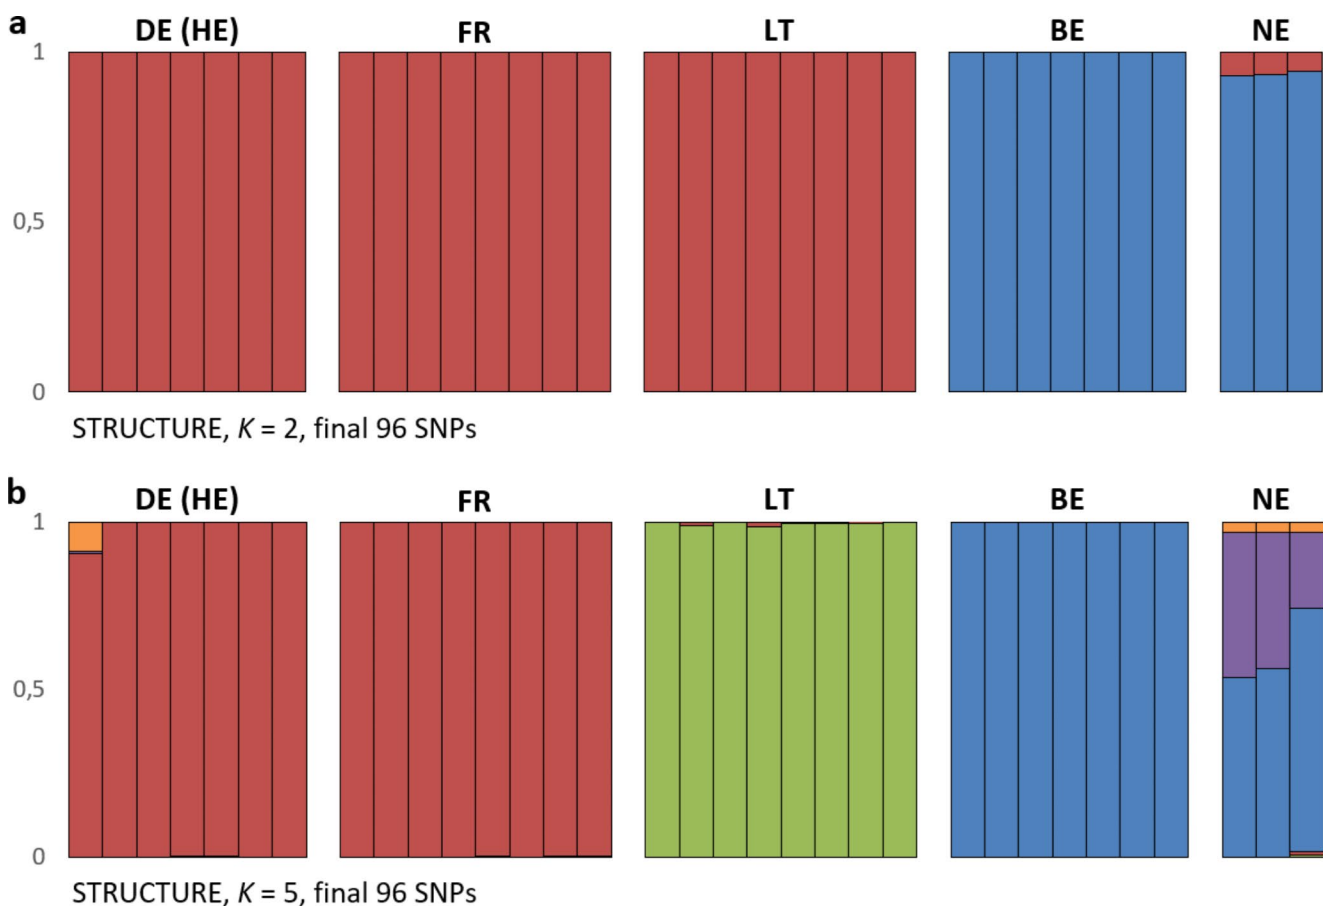 a
DE (HE) FR LT BE NE
1
0,5
0
STRUCTURE, K = 2, final 96 SNPs
b
DE (HE) FR LT BE NE
1
0,5
0
STRUCTURE, K = 5, final 96 SNPs